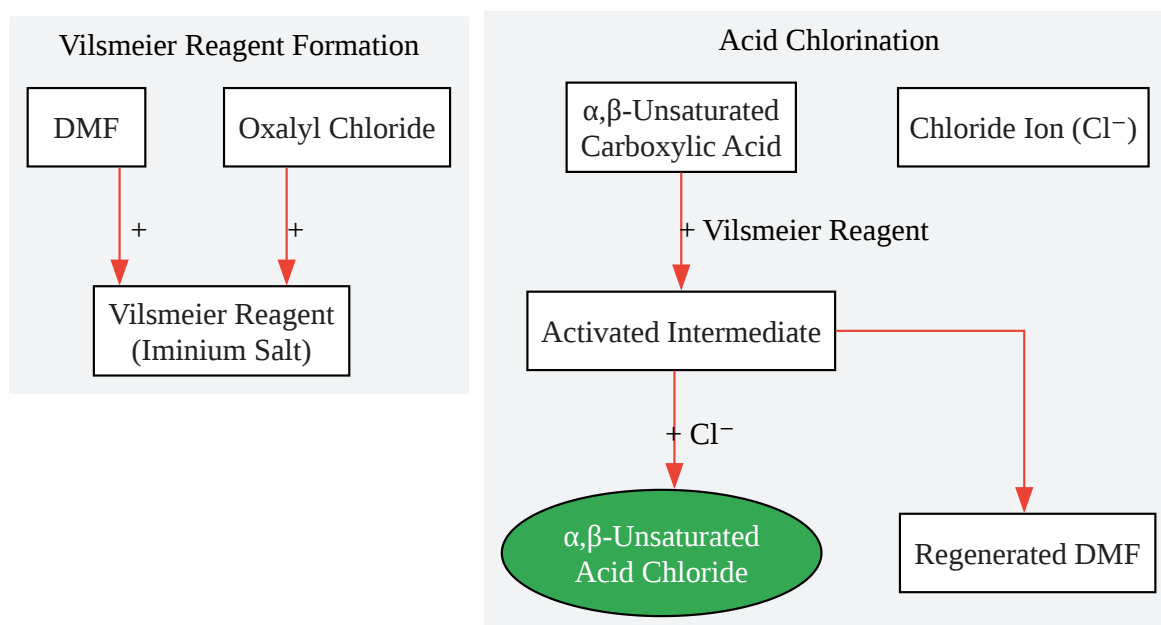 Vilsmeier Reagent Formation
DMF
Oxalyl Chloride
+
+
Vilsmeier Reagent
(Iminium Salt)
Acid Chlorination
α,β-Unsaturated
Carboxylic Acid
Chloride Ion (Cl⁻)
+ Vilsmeier Reagent
Activated Intermediate
+ Cl⁻
α,β-Unsaturated
Acid Chloride
Regenerated DMF